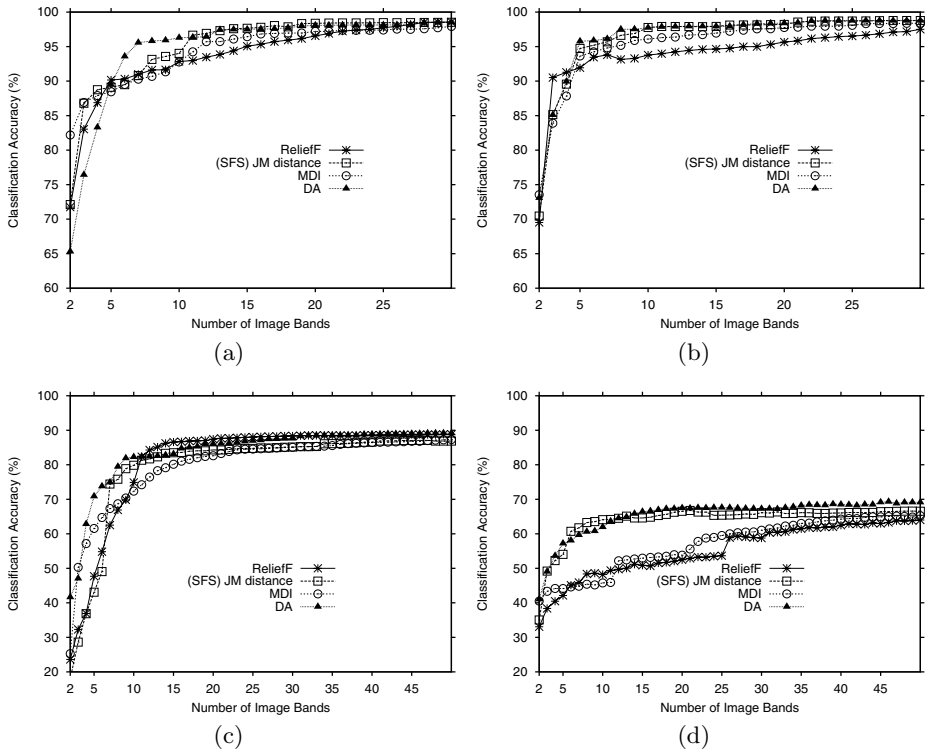 100
95
90
85
80
75
70
65
60
Classification Accuracy (%)
ReliefF
(SFS) JM distance
MDI
DA
2 5 10 15 20 25
Number of Image Bands
(a)
100
95
90
85
80
75
70
65
60
Classification Accuracy (%)
ReliefF
(SFS) JM distance
MDI
DA
2 5 10 15 20 25
Number of Image Bands
(b)
100
90
80
70
60
50
40
30
20
Classification Accuracy (%)
ReliefF
(SFS) JM distance
MDI
DA
2 5 10 15 20 25 30 35 40 45
Number of Image Bands
(c)
100
90
80
70
60
50
40
30
20
Classification Accuracy (%)
ReliefF
(SFS) JM distance
MDI
DA
2 5 10 15 20 25 30 35 40 45
Number of Image Bands
(d)